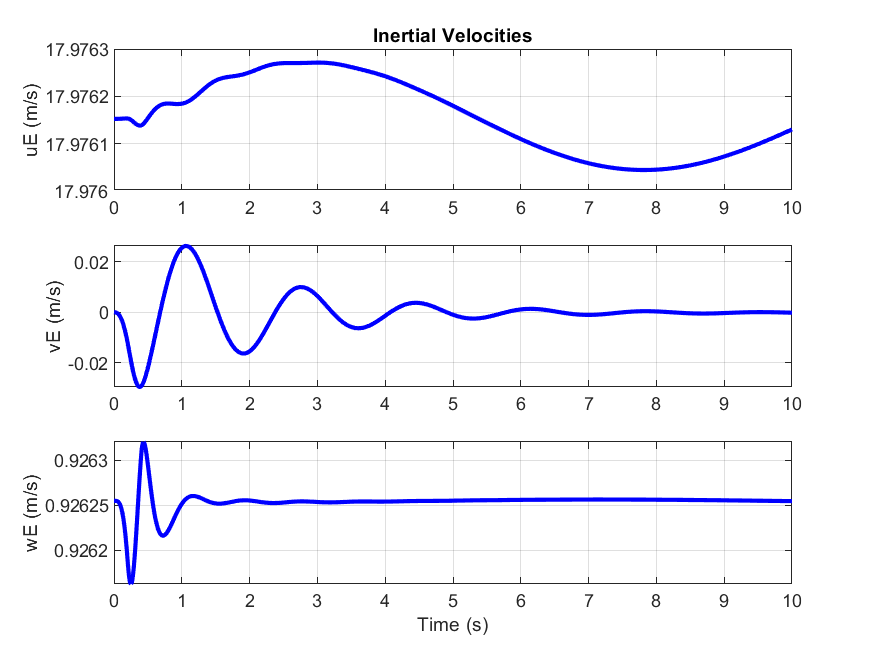 Inertial Velocities
17.9763
17.9762
17.9761
17.976
uE (m/s)
0 1 2 3 4 5 6 7 8 9 10
0.02
0
-0.02
vE (m/s)
0 1 2 3 4 5 6 7 8 9 10
0.9263
0.92625
0.9262
wE (m/s)
0 1 2 3 4 5 6 7 8 9 10
Time (s)